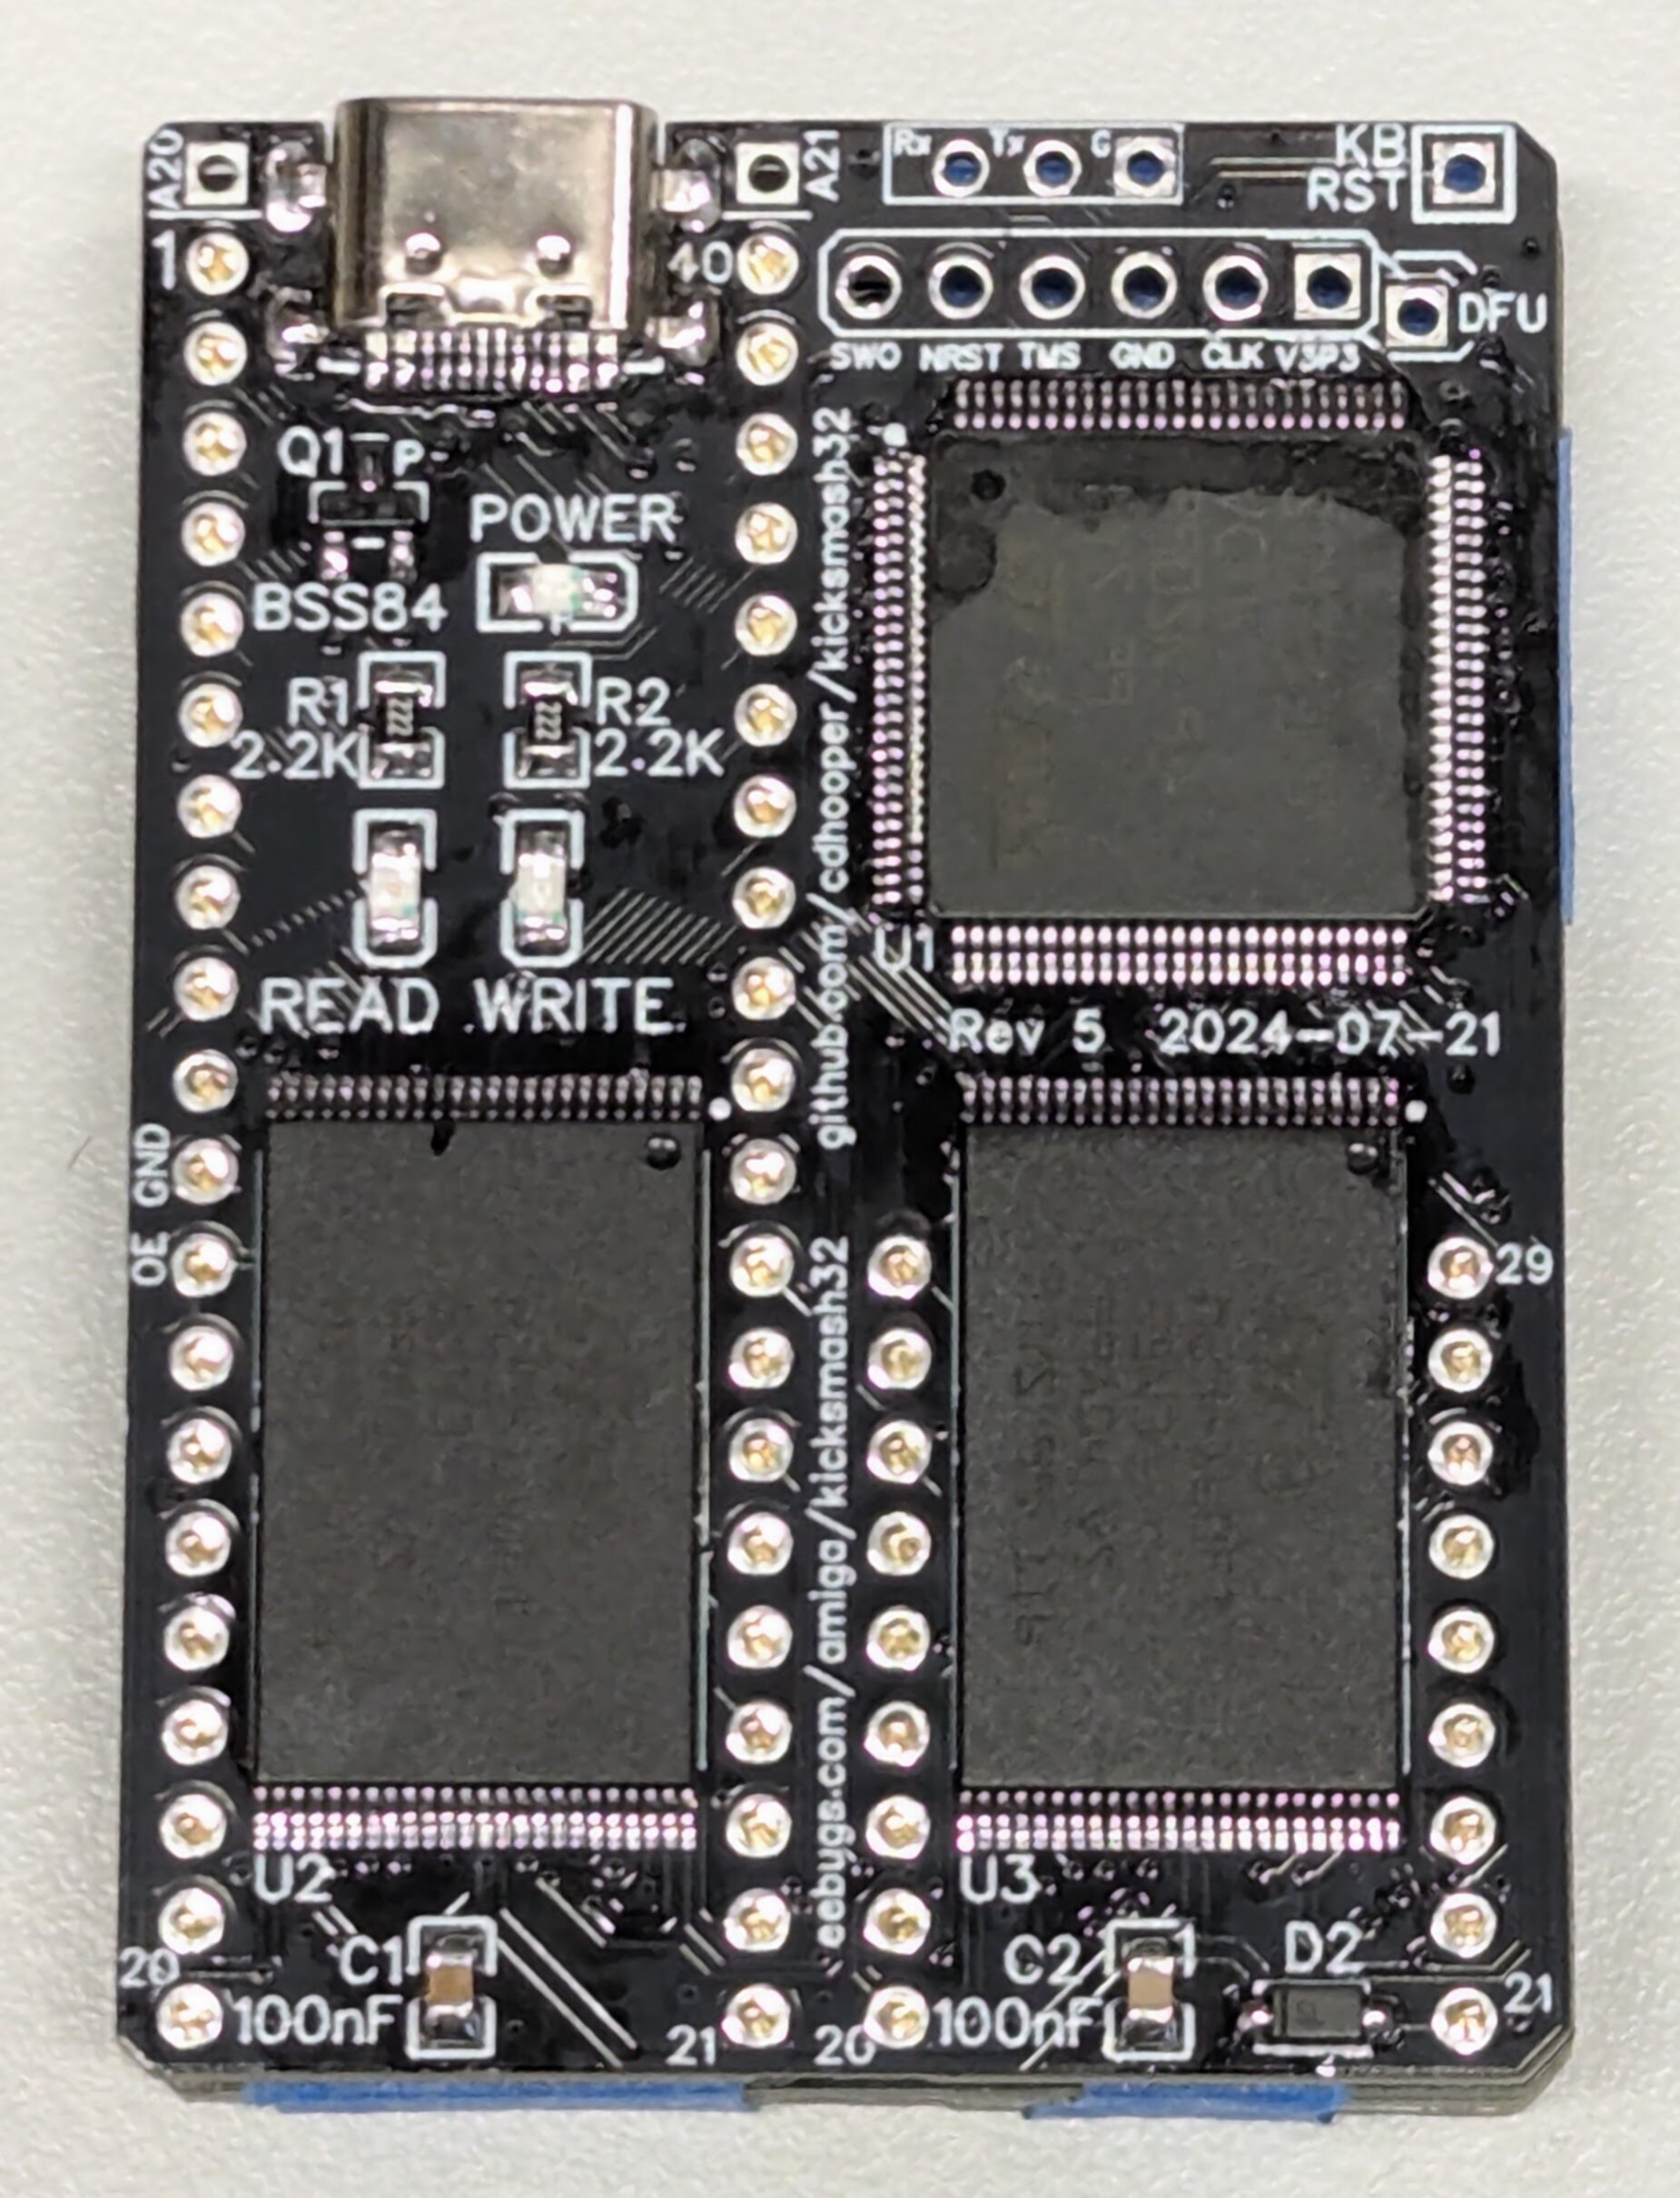 A20
A21
Rx Tx G
KB
RST
1
40
DFU
SWO NRST TMS GND CLK V3P3
Q1 P
POWER
BSS84
R1
2.2K
222
222
R2
2.2K
READ WRITE
github.com/cdhooper/kicksmash32
U1
Rev 5 2024-07-21
GND
OE
29
eebugs.com/amiga/kicksmash32
U2
U3
20
C1
100nF
21
20
C2
100nF
D2
21